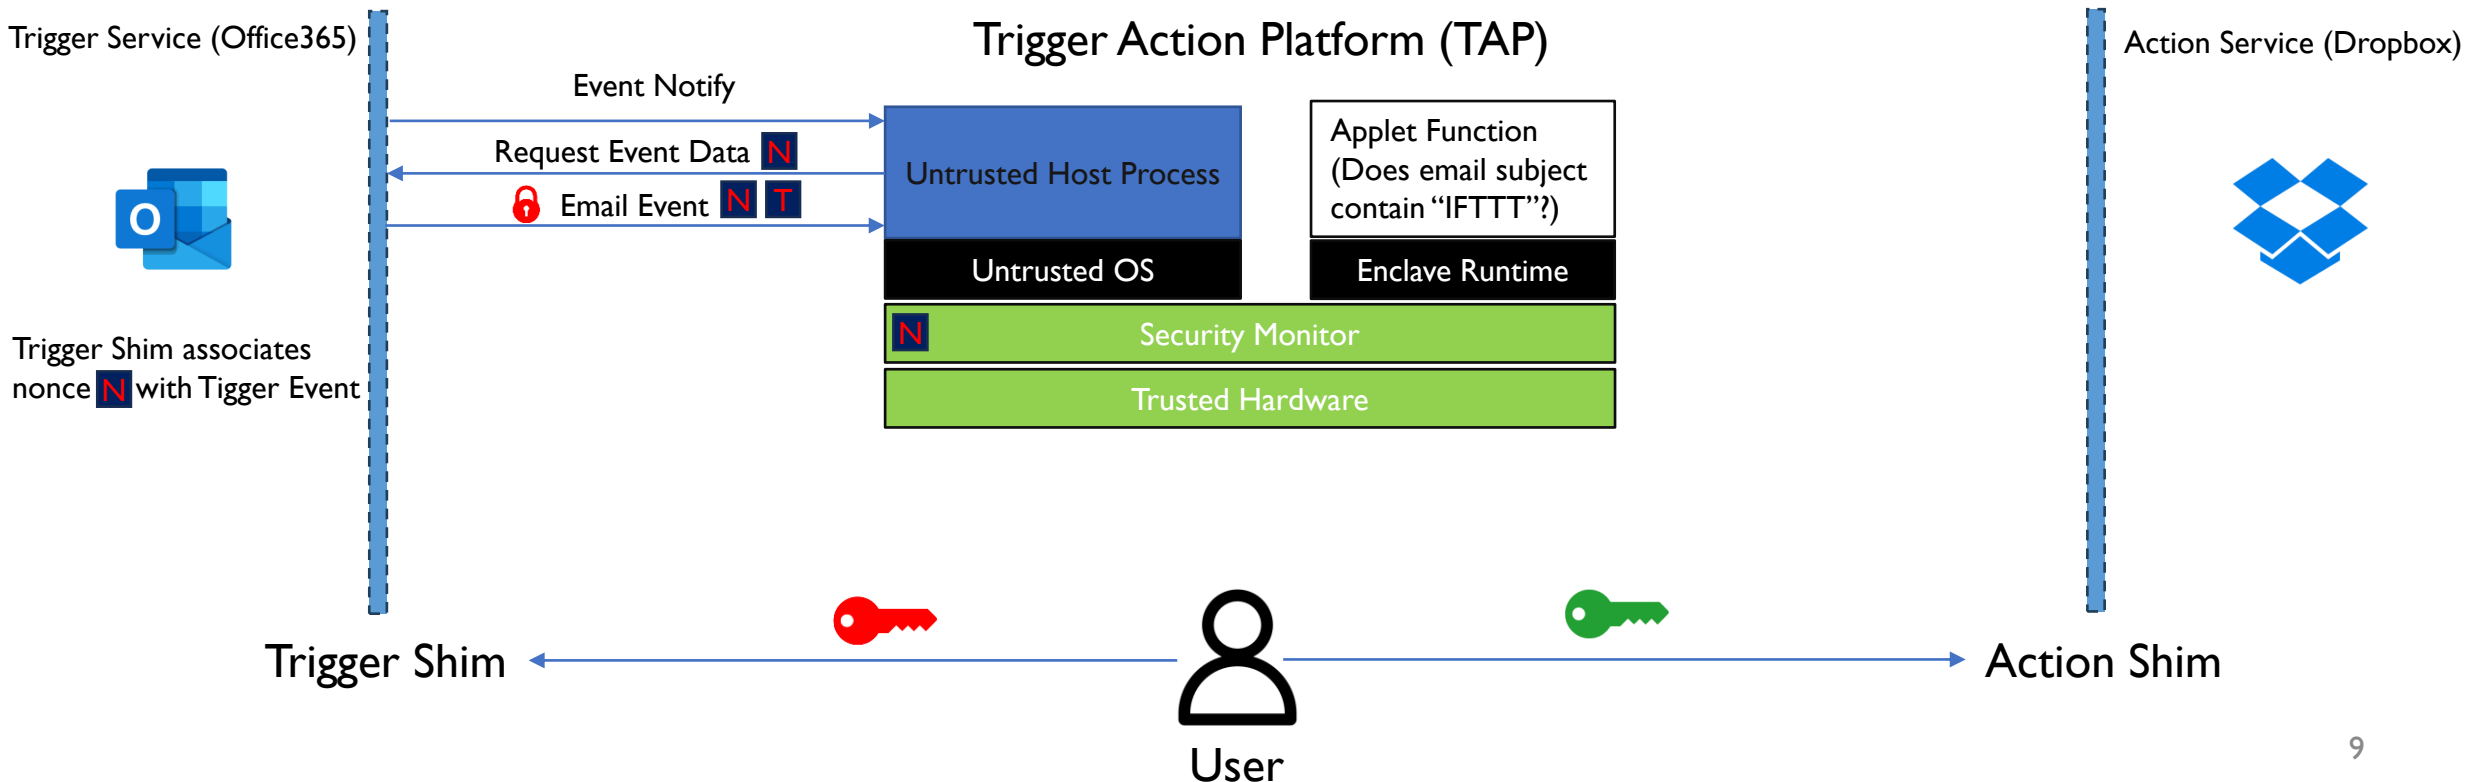 Trigger Service (Office365)
Trigger Action Platform (TAP)
Action Service (Dropbox)
Event Notify
Request Event Data N
Email Event N T
Untrusted Host Process
Applet Function
(Does email subject
contain "IFTTT"?)
O
Untrusted OS
Enclave Runtime
N
Security Monitor
Trusted Hardware
Trigger Shim associates
nonce N with Tigger Event
Trigger Shim
Action Shim
User
9